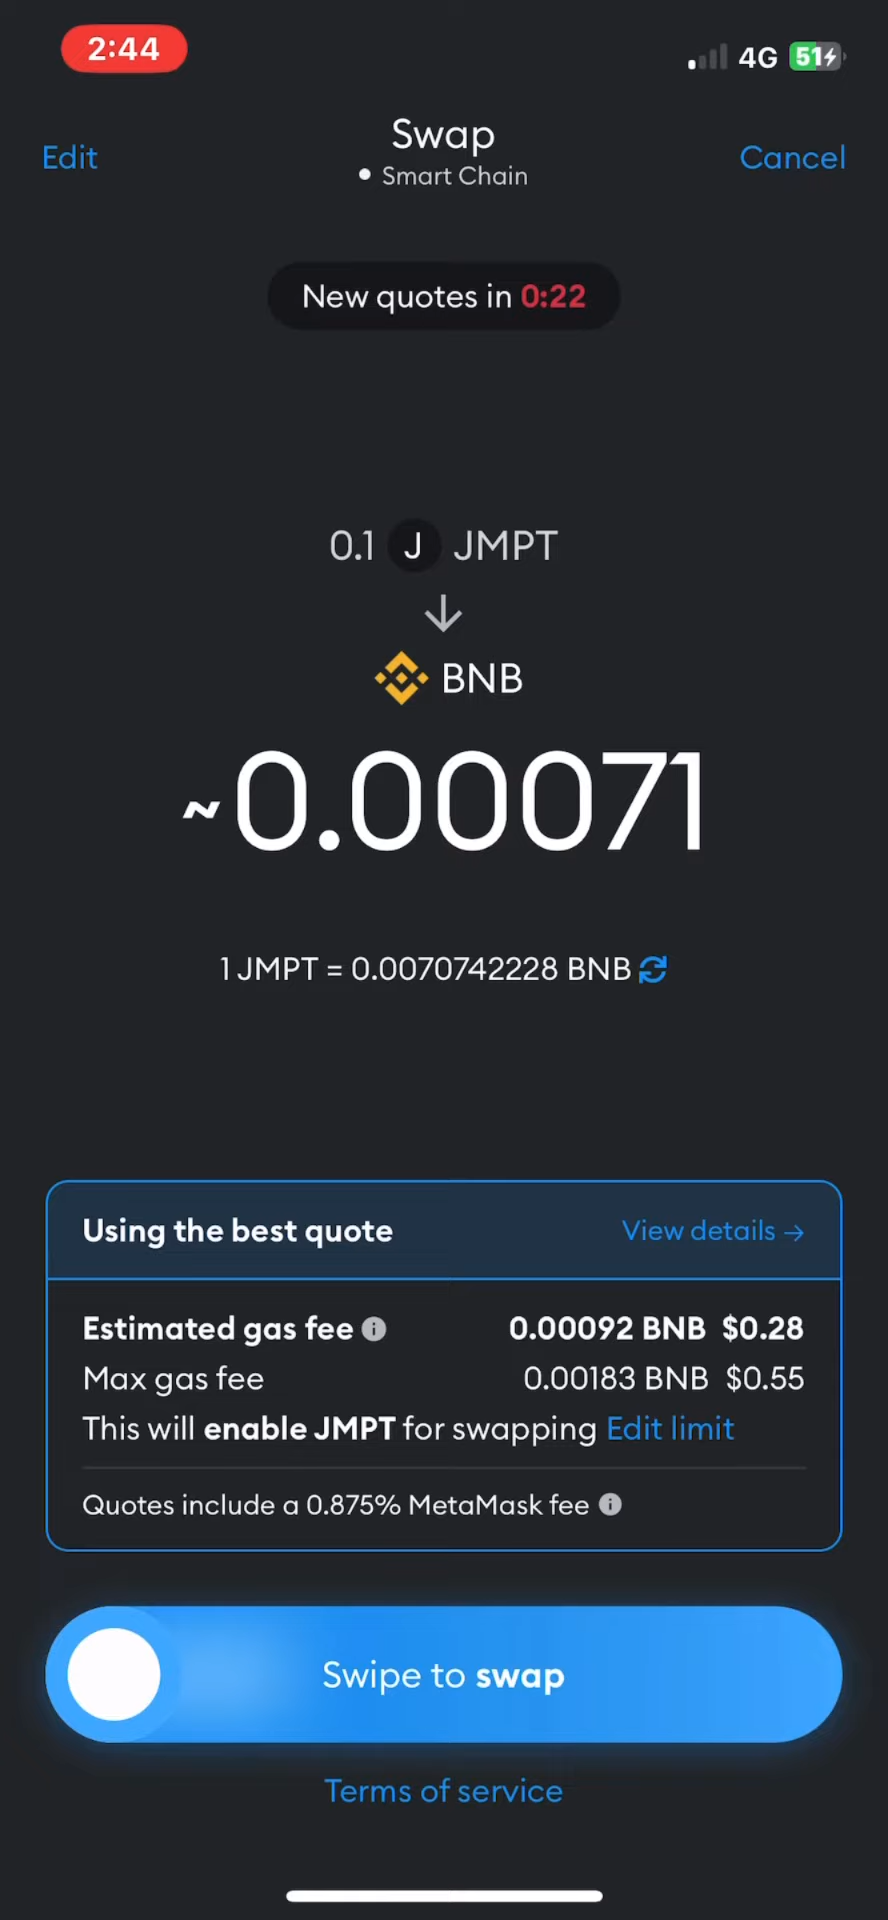 2:44
4G 51
Edit
Swap
Cancel
Smart Chain
New quotes in 0:22
0.1 J JMPT
BNB
~0.00071
1 JMPT = 0.0070742228 BNB
Using the best quote
View details →
Estimated gas fee 0.00092 BNB $0.28
Max gas fee 0.00183 BNB $0.55
This will enable JMPT for swapping Edit limit
Quotes include a 0.875% MetaMask fee
Swipe to swap
Terms of service